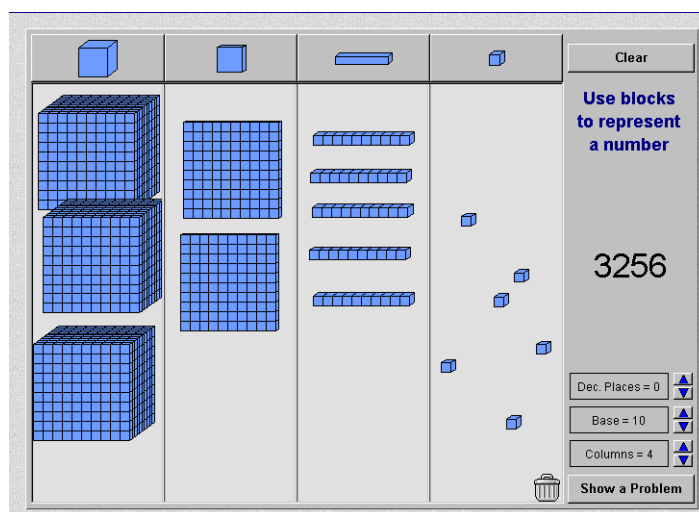 Clear
Use blocks
to represent
a number
3256
Dec. Places = 0
Base = 10
Columns = 4
Show a Problem